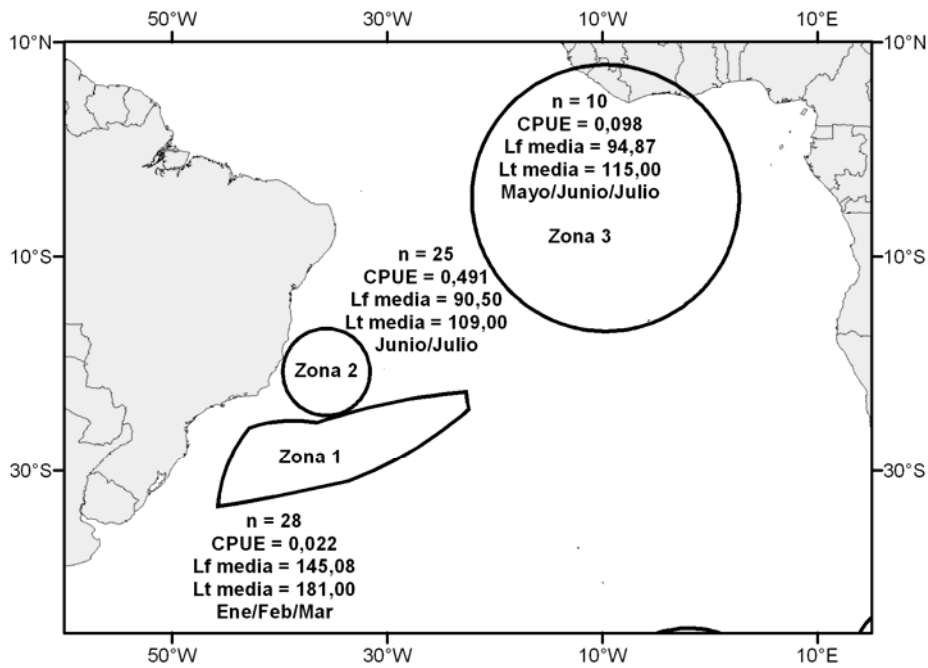 50°W 30°W 10°W 10°E
10°N 10°N
n = 10
CPUE = 0,098
Lf media = 94,87
Lt media = 115,00
Mayo/Junio/Julio
Zona 3
10°S 10°S
n = 25
CPUE = 0,491
Lf media = 90,50
Lt media = 109,00
Junio/Julio
Zona 2
Zona 1
30°S 30°S
n = 28
CPUE = 0,022
Lf media = 145,08
Lt media = 181,00
Ene/Feb/Mar
50°W 30°W 10°W 10°E